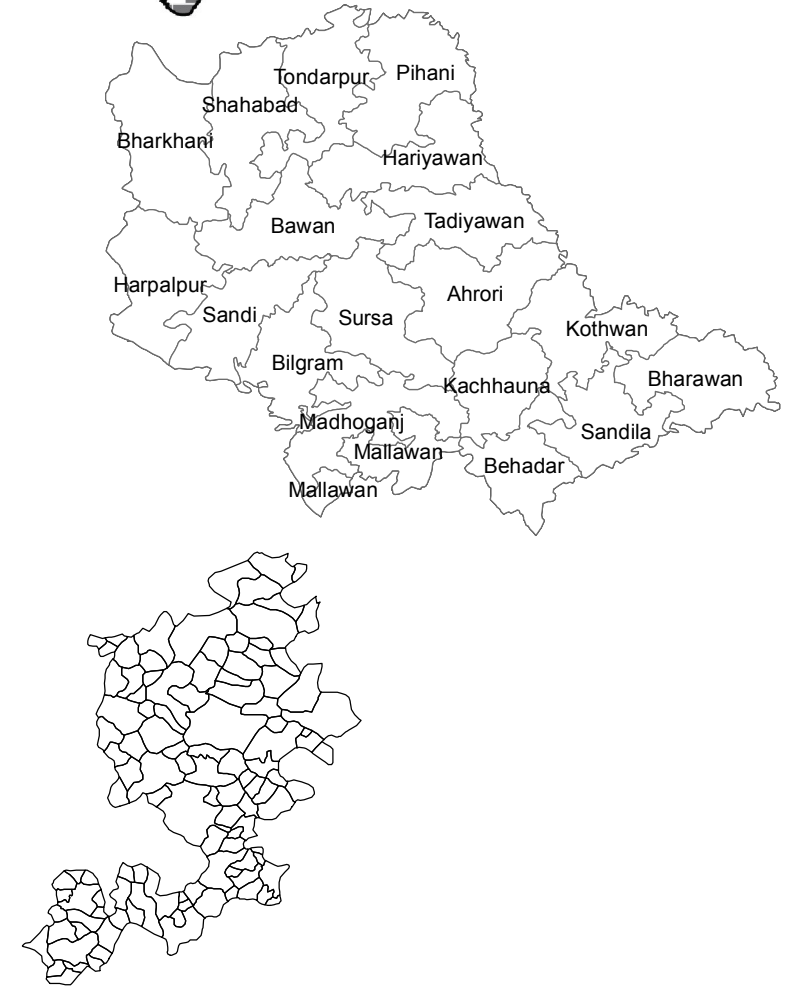 Pihani
Tondarpur
Shahabad
Bharkhani
Hariyawan
Tadiyawan
Bawan
Harpalpur
Ahrori
Sandi
Sursa
Kothwan
Bilgram
Bharawan
Kachhauna
Madhoganj
Sandila
Mallawan
Behadar
Mallawan